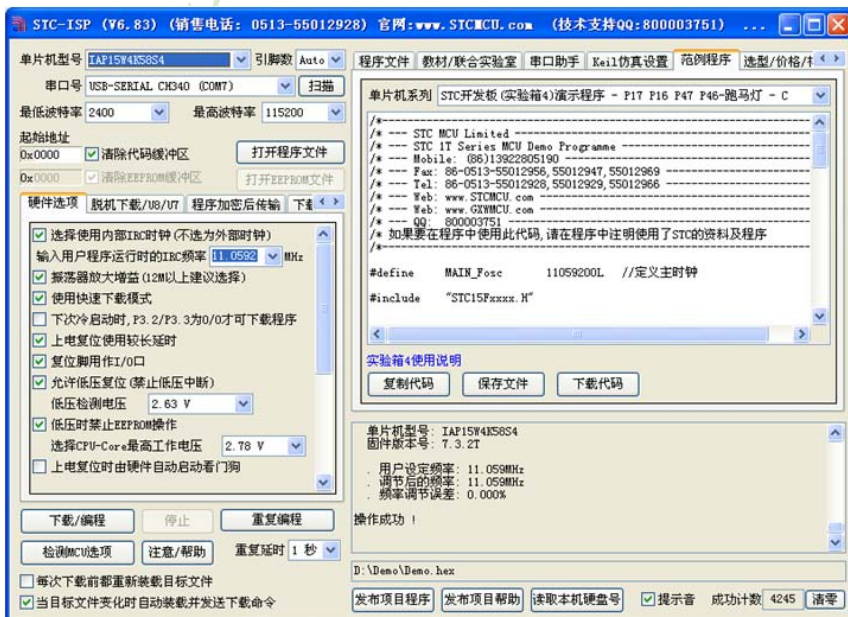 STC-ISP (V6.83) (销售电话: 0513-55012928) 官网:www.STCMCU.com (技术支持QQ:800003751)
单片机型号 IAP15W4K58S4 引脚数 Auto
串口号 USB-SERIAL CH340 (COM7) 扫描
最低波特率 2400 最高波特率 115200
起始地址
0x0000 清除代码缓冲区 打开程序文件
0x0000 清除EEPROM缓冲区 打开EEPROM文件
硬件选项 脱机下载/U8/U7 程序加密后传输
选择使用内部IRC时钟(不选为外部时钟)
输入用户程序运行时的IRC频率 11.0592 MHz
振荡器放大增益(12M以上建议选择)
使用快速下载模式
下次冷启动时,P3.2/P3.3为0/0才可下载程序
上电复位使用较长延时
复位脚用作I/O口
允许低压复位(禁止低压中断)
低压检测电压 2.63 V
低压时禁止EEPROM操作
选择CPU-Core最高工作电压 2.78 V
上电复位时由硬件自动启动看门狗
下载/编程 停止 重复编程
检测MCU选项 注意/帮助 重复延时 1 秒
每次下载前都重新装载目标文件
当目标文件变化时自动装载并发送下载命令
程序文件 教材/联合实验室 串口助手 Keil仿真设置 范例程序 选型/价格/
单片机系列 STC开发板(实验箱4)演示程序 - P17 P16 P47 P46-跑马灯 - C
/*---------------------------------------------------------------------
/* --- STC MCU Limited ------------------------------------------------
/* --- STC 1T Series MCU Demo Programme -------------------------------
/* --- Mobile: (86)13922805190 ----------------------------------------
/* --- Fax: 86-0513-55012956,55012947,55012969 ------------------------
/* --- Tel: 86-0513-55012928,55012929,55012966 ------------------------
/* --- Web: www.STCMCU.com --------------------------------------------
/* --- Web: www.GXWMCU.com --------------------------------------------
/* --- QQ: 800003751 --------------------------------------------------
/* 如果要在程序中使用此代码,请在程序中注明使用了STC的资料及程序
/*---------------------------------------------------------------------
#define MAIN_Fosc 11059200L //定义主时钟
#include "STC15Fxxxx.H"
实验箱4使用说明
复制代码 保存文件 下载代码
单片机型号: IAP15W4K58S4
固件版本号: 7.3.2T
. 用户设定频率: 11.059MHz
. 调节后的频率: 11.059MHz
. 频率调节误差: 0.000%
操作成功 !
D:\Demo\Demo.hex
发布项目程序 发布项目帮助 读取本机硬盘号 提示音 成功计数 4245 清零